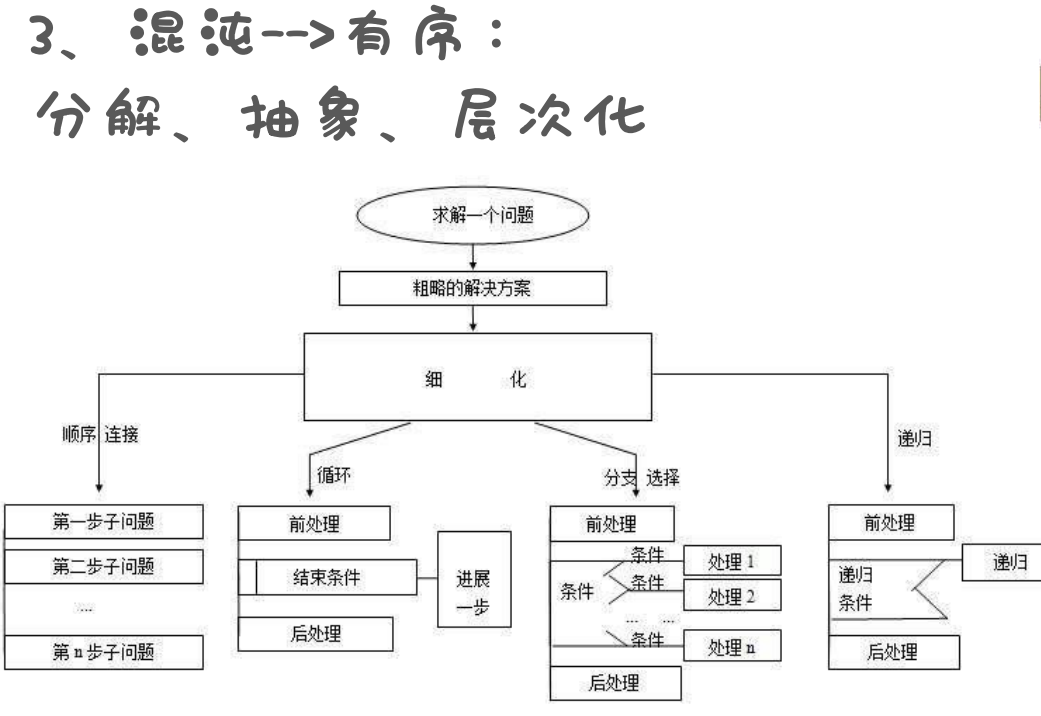 3、混沌-->有序：
分解、抽象、层次化
求解一个问题
粗略的解决方案
细 化
顺序 连接
循环
分支 选择
递归
第一步子问题
第二步子问题
...
第 n 步子问题
前处理
结束条件
进展
一步
后处理
前处理
条件
条件
处理 1
条件
处理 2
... ...
条件
处理 n
后处理
前处理
递归
条件
递归
后处理